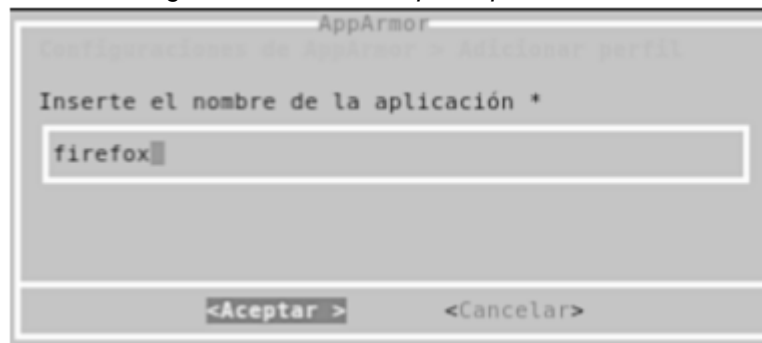 AppArmor
Configuraciones de AppArmor > Adicionar perfil
Inserte el nombre de la aplicación *
firefox
<Aceptar > <Cancelar>